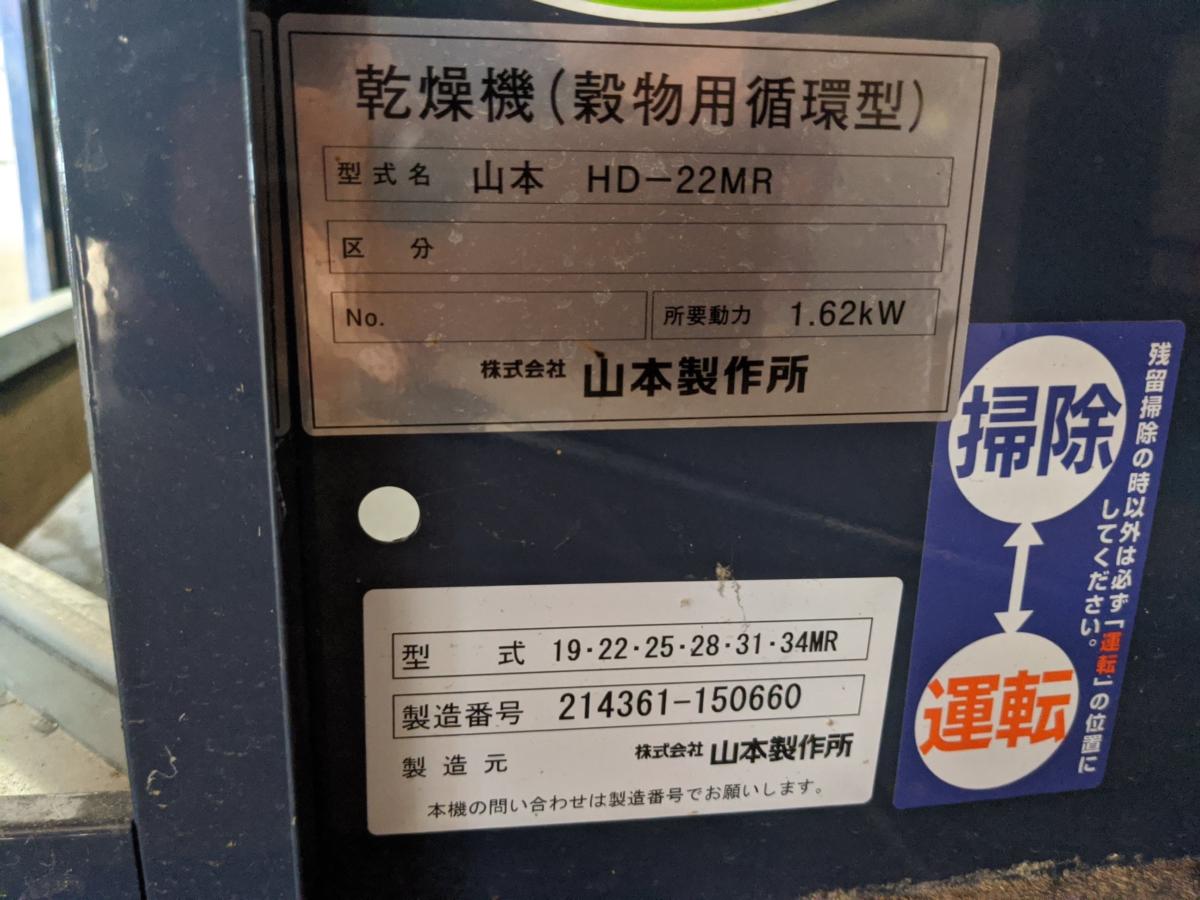 乾燥機(穀物用循環型)
型式名 山本 HD-22MR
区分
No.
所要動力 1.62kW
株式会社 山本製作所
型式 19・22・25・28・31・34MR
製造番号 214361-150660
製造元 株式会社 山本製作所
本機の問い合わせは製造番号でお願いします。
掃除
運転
残留掃除の時以外は必ず「運転」の位置に
してください。